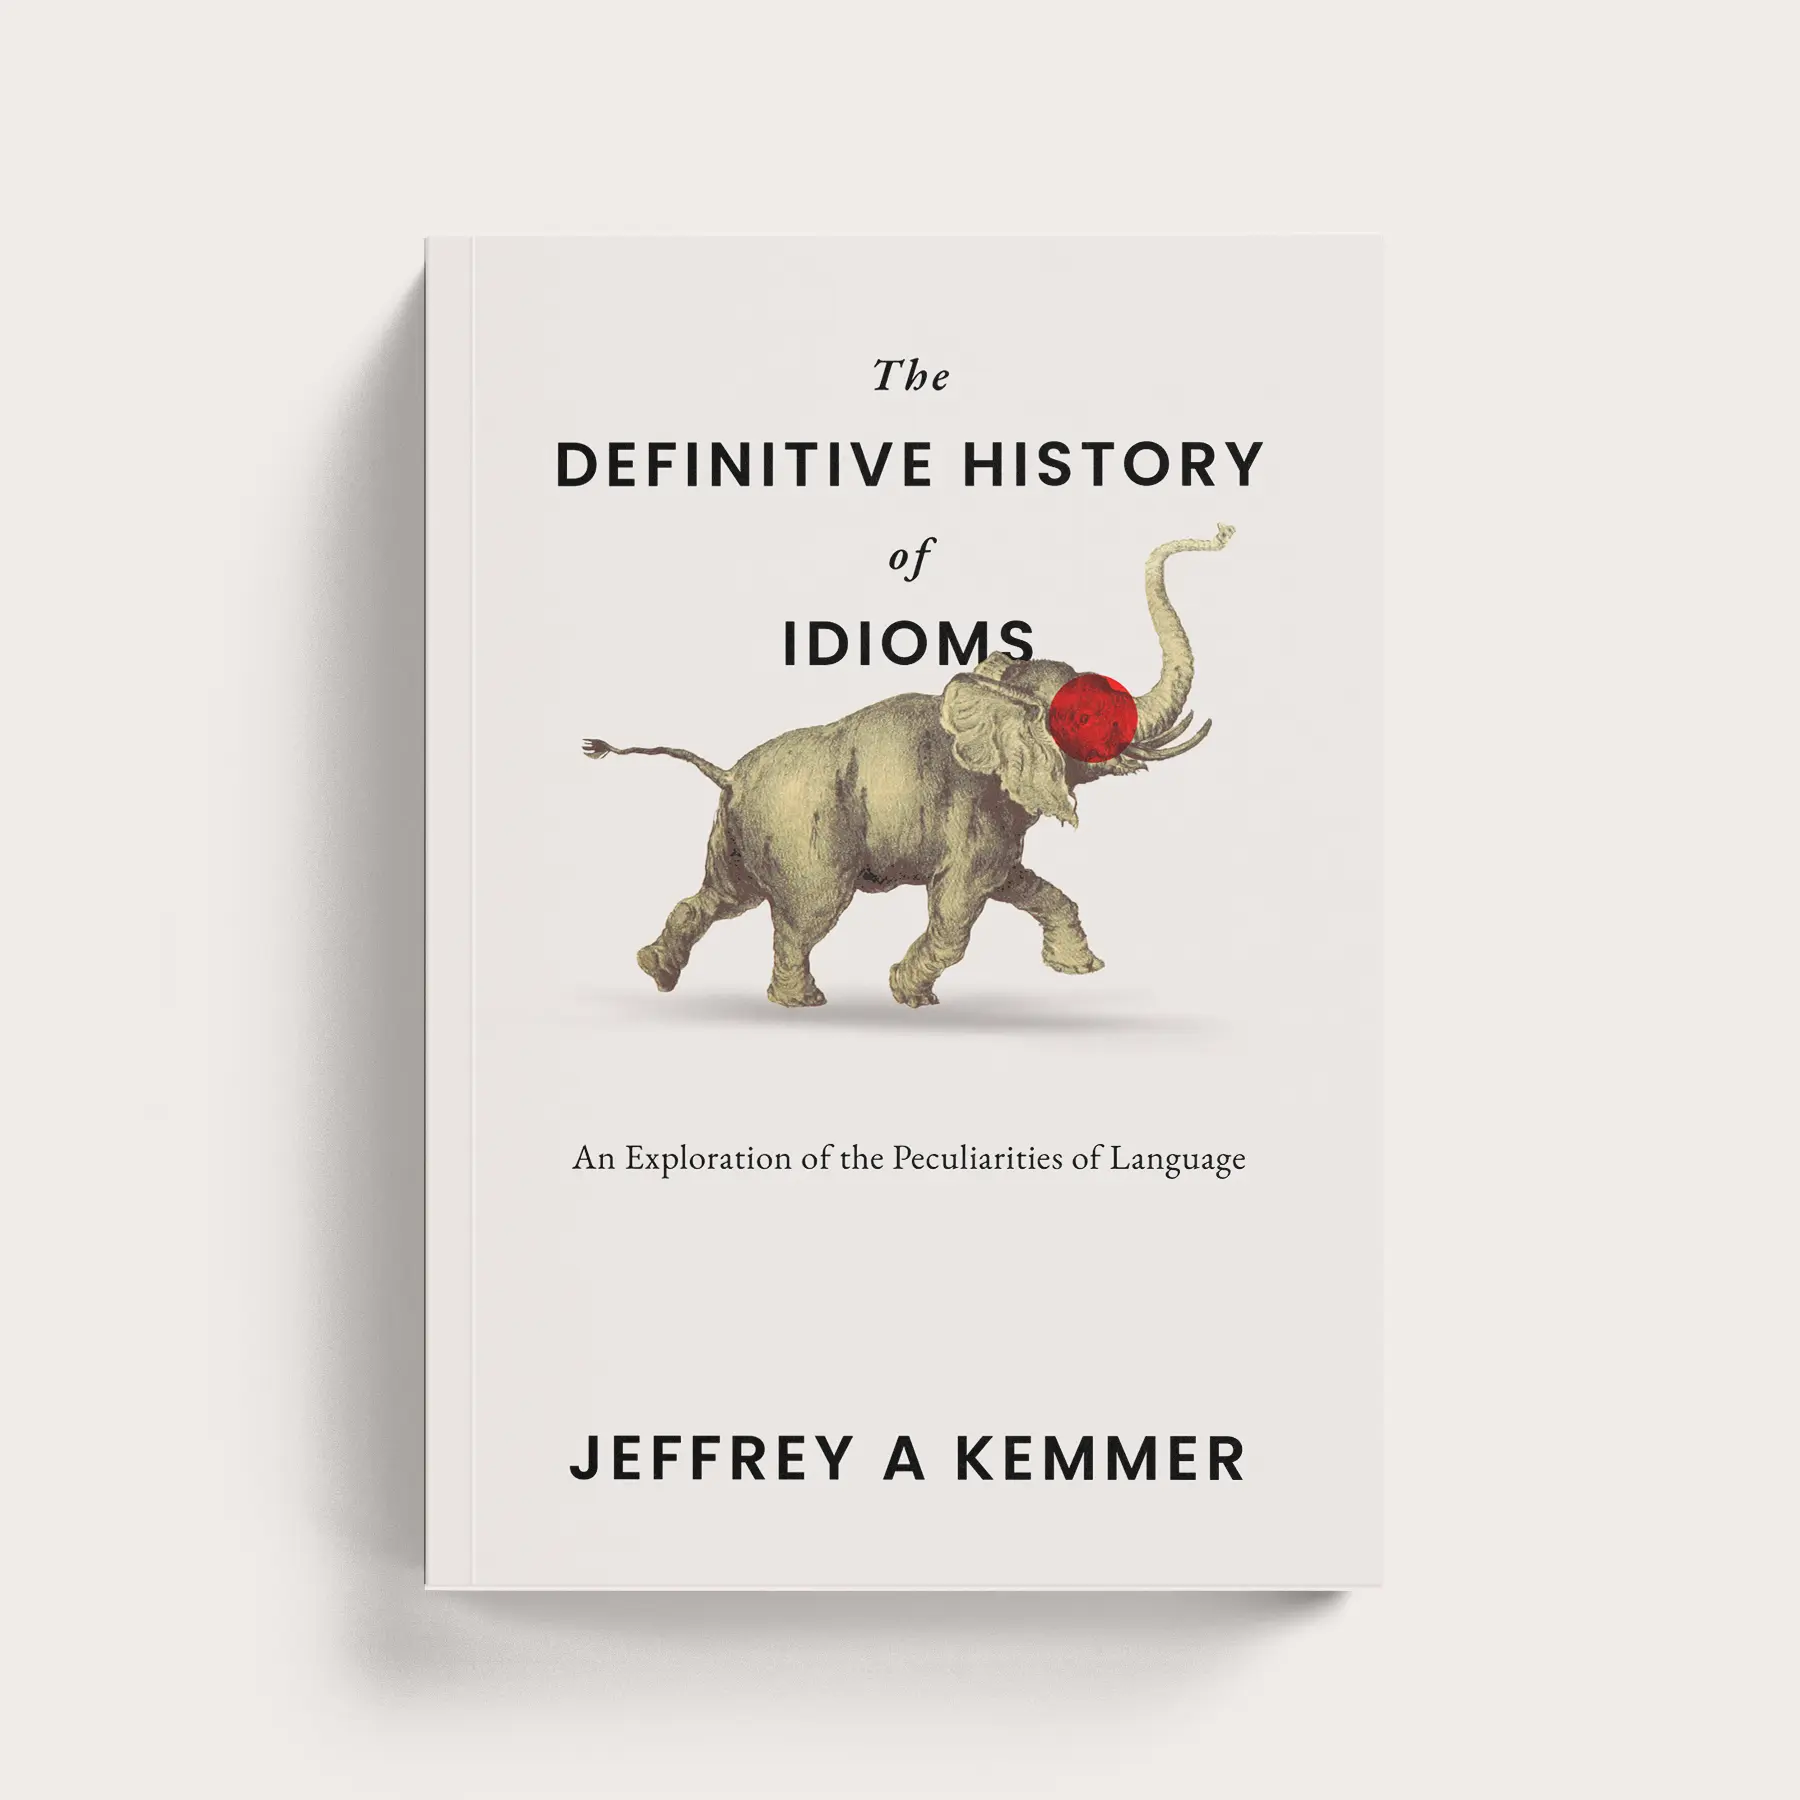 The
DEFINITIVE HISTORY
of
IDIOMS
An Exploration of the Peculiarities of Language
JEFFREY A KEMMER